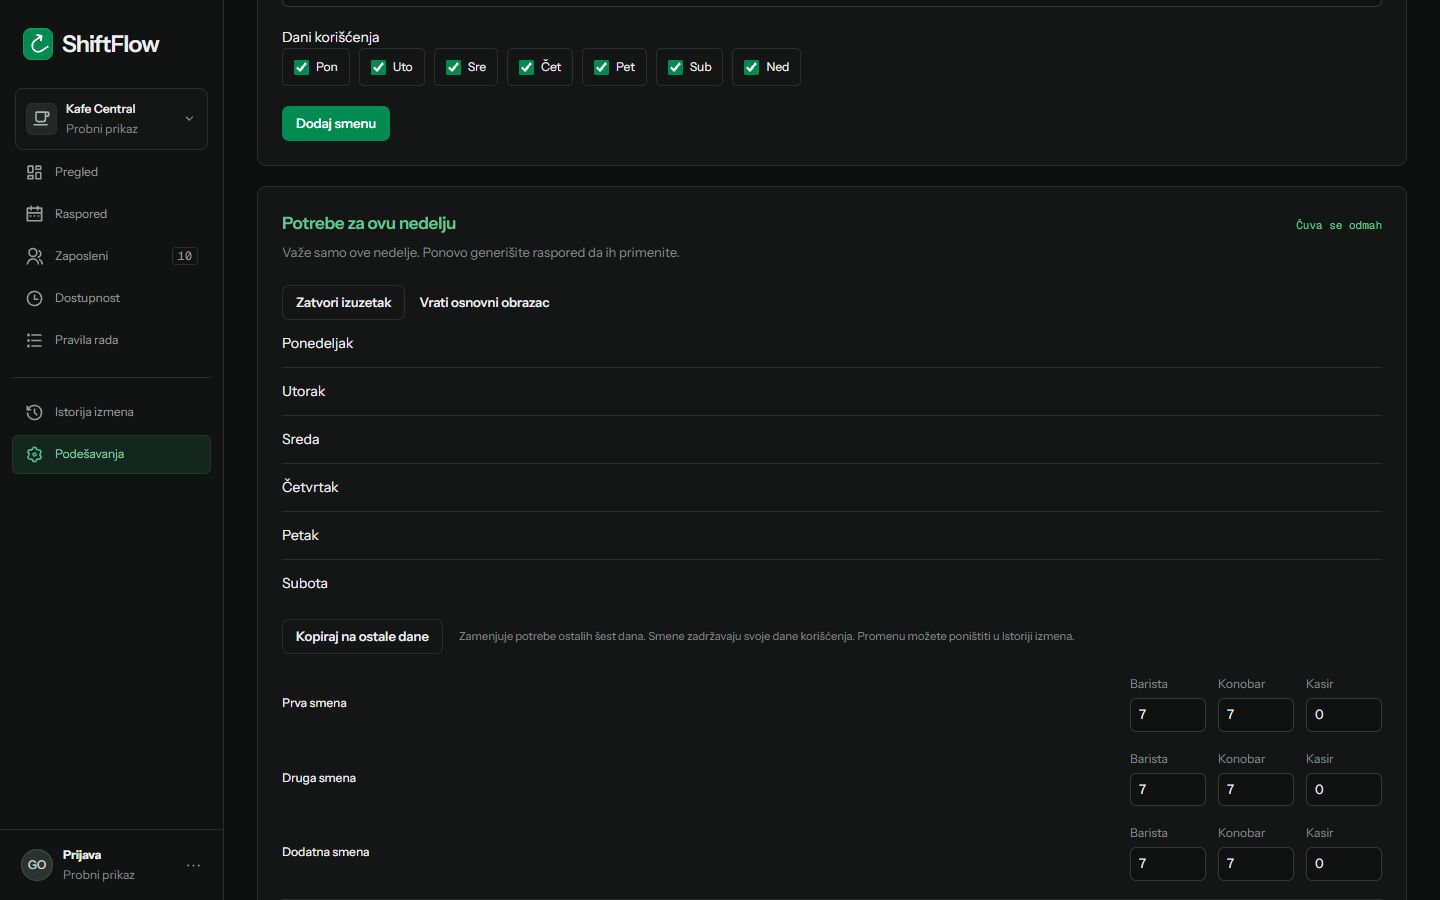 ShiftFlow
Kafe Central
Probni prikaz
Pregled
Raspored
Zaposleni 10
Dostupnost
Pravila rada
Istorija izmena
Podešavanja
GO
Prijava
Probni prikaz
Dani korišćenja
Pon Uto Sre Čet Pet Sub Ned
Dodaj smenu
Potrebe za ovu nedelju
Čuva se odmah
Važe samo ove nedelje. Ponovo generišite raspored da ih primenite.
Zatvori izuzetak Vrati osnovni obrazac
Ponedeljak
Utorak
Sreda
Četvrtak
Petak
Subota
Kopiraj na ostale dane Zamenjuje potrebe ostalih šest dana. Smene zadržavaju svoje dane korišćenja. Promenu možete poništiti u Istoriji izmena.
Barista Konobar Kasir
Prva smena 7 7 0
Barista Konobar Kasir
Druga smena 7 7 0
Barista Konobar Kasir
Dodatna smena 7 7 0